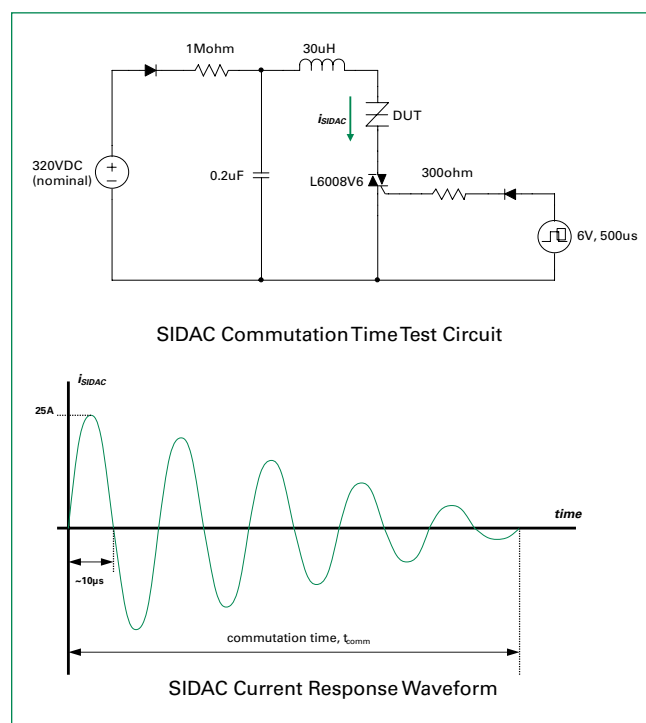 1Mohm
30uH
iSIDAC
DUT
320VDC
(nominal)
0.2uF
L6008V6
300ohm
6V, 500us
SIDAC Commutation Time Test Circuit
iSIDAC
25A
time
~10µs
commutation time, tcomm
SIDAC Current Response Waveform